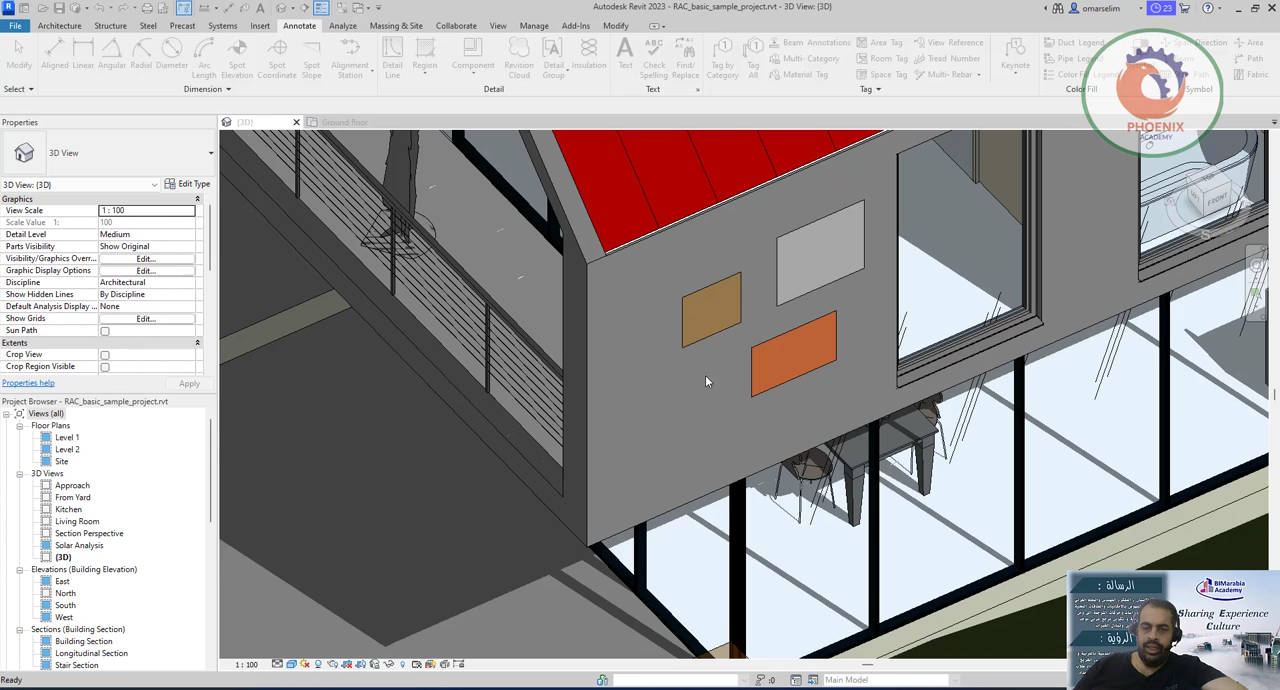 Autodesk Revit 2023 - RAC_basic_sample_project.rvt - 3D View: {3D}
omarselim
23
File Architecture Structure Steel Precast Systems Insert Annotate Analyze Massing & Site Collaborate View Manage Add-Ins Modify
Modify Aligned Linear Angular Radial Diameter Arc Length Spot Elevation Spot Coordinate Spot Slope Alignment Station Detail Line Region Component Revision Cloud Detail Group Insulation Text Check Spelling Find/ Replace Tag by Category Tag All Beam Annotations Area Tag View Reference Keynote Duct Legend Direction Area
Multi- Category Room Tag Tread Number Pipe Legend Path
Material Tag Space Tag Multi- Rebar Fabric
Select Dimension Detail Text Tag Color Fill Symbol
PHOENIX
ACADEMY
Properties
{3D} Ground floor
3D View
3D View: {3D} Edit Type
Graphics
View Scale 1 : 100
Scale Value 1: 100
Detail Level Medium
Parts Visibility Show Original
Visibility/Graphics Overr... Edit...
Graphic Display Options Edit...
Discipline Architectural
Show Hidden Lines By Discipline
Default Analysis Display ... None
Show Grids Edit...
Sun Path
Extents
Crop View
Crop Region Visible
Properties help Apply
Project Browser - RAC_basic_sample_project.rvt
Views (all)
Floor Plans
Level 1
Level 2
Site
3D Views
Approach
From Yard
Kitchen
Living Room
Section Perspective
Solar Analysis
{3D}
Elevations (Building Elevation)
East
North
South
West
Sections (Building Section)
Building Section
Longitudinal Section
Stair Section
FRONT
1 : 100
Ready
:0
Main Model
الرسالة :
الرؤية :
BIMarabia
Academy
Sharing Experience
Culture